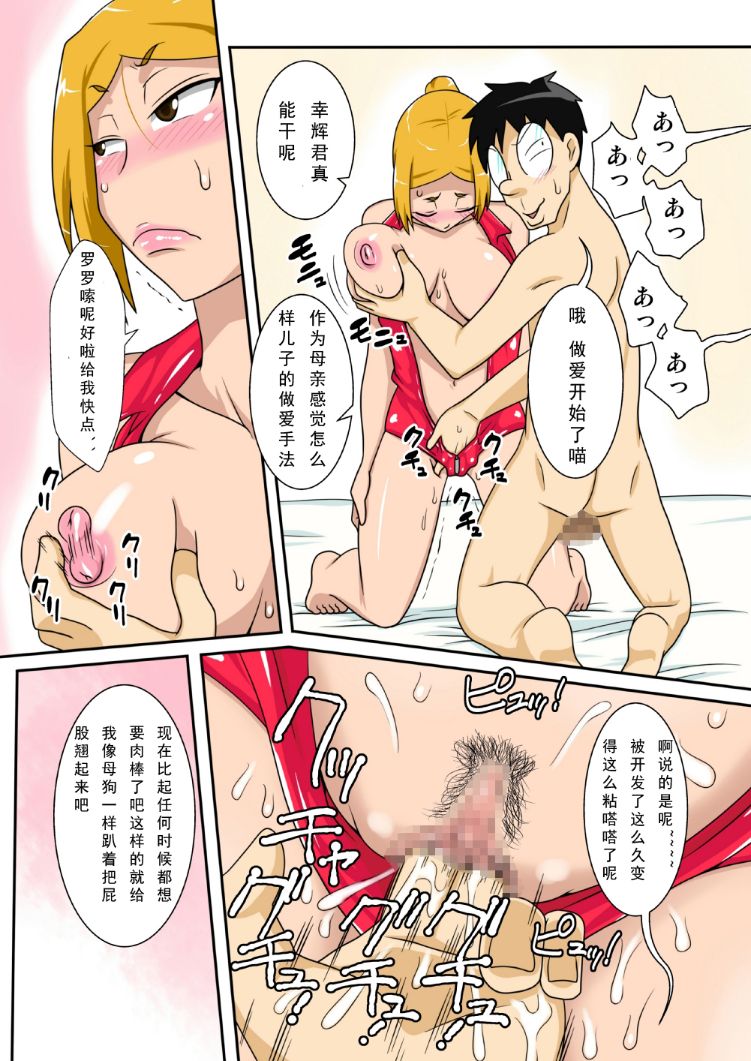 あっ
あっ
あっ
あっ
あっ
あっ
幸辉君真
能干呢
哦 做爱开始了喵
モニュ
モニュ
作为母亲感觉怎么
样儿子的做爱手法
クチュ
クチュ
クチュ
罗罗嗦呢好啦给我快点
クリ
クリ
クリ
クリ
啊说的是呢
被开发了这么久变
得这么粘嗒嗒了呢
ピュッ!
ピュッ!
グッツ
チャ
グチュ
グチュ
グチュ
现在比起任何时候都想
要肉棒了吧这样的就给
我像母狗一样趴着把屁
股翘起来吧